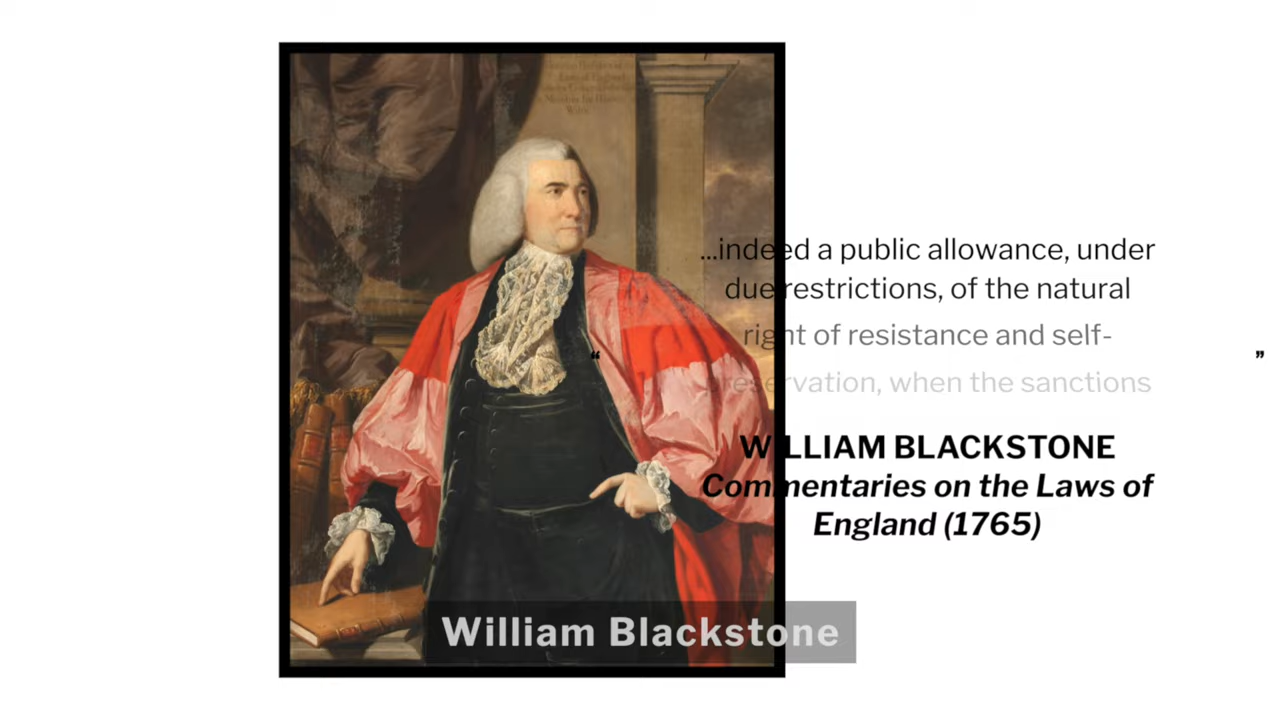 ...indeed a public allowance, under
due restrictions, of the natural
right of resistance and self-
“ ”
preservation, when the sanctions
WILLIAM BLACKSTONE
Commentaries on the Laws of
England (1765)
William Blackstone